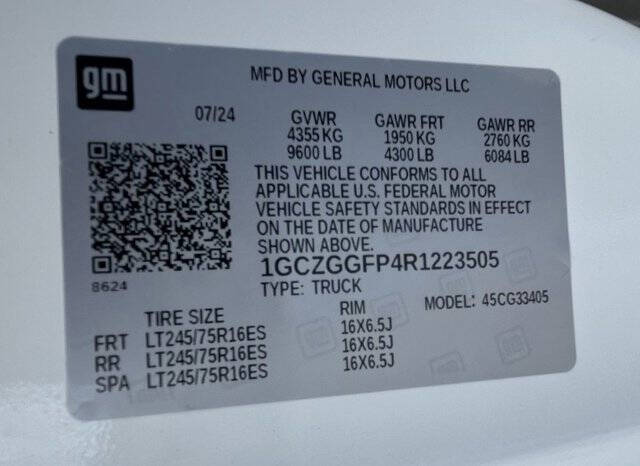 gm
MFD BY GENERAL MOTORS LLC
07/24 GVWR GAWR FRT GAWR RR
4355 KG 1950 KG 2760 KG
9600 LB 4300 LB 6084 LB
THIS VEHICLE CONFORMS TO ALL
APPLICABLE U.S. FEDERAL MOTOR
VEHICLE SAFETY STANDARDS IN EFFECT
ON THE DATE OF MANUFACTURE
SHOWN ABOVE.
1GCZGGFP4R1223505
8624
TYPE: TRUCK MODEL: 45CG33405
TIRE SIZE RIM
FRT LT245/75R16ES 16X6.5J
RR LT245/75R16ES 16X6.5J
SPA LT245/75R16ES 16X6.5J